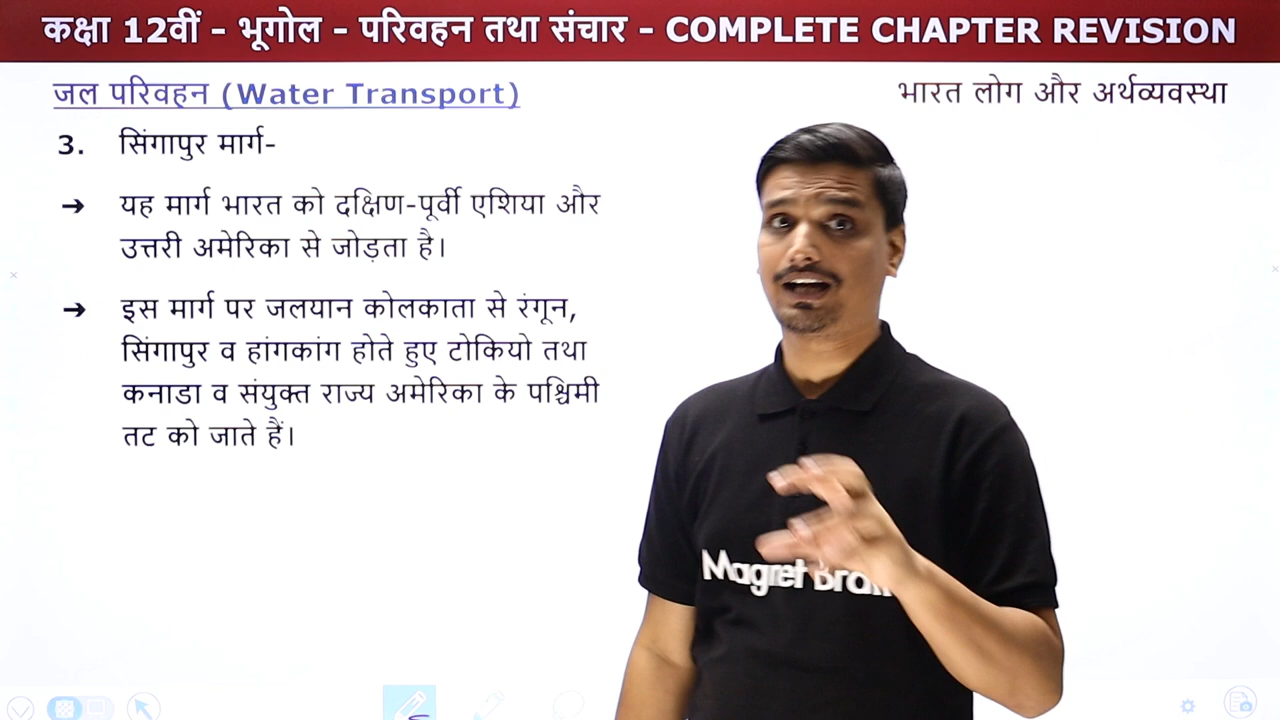 कक्षा 12वीं - भूगोल - परिवहन तथा संचार - COMPLETE CHAPTER REVISION
जल परिवहन (Water Transport)
भारत लोग और अर्थव्यवस्था
3. सिंगापुर मार्ग-
➔ यह मार्ग भारत को दक्षिण-पूर्वी एशिया और
उत्तरी अमेरिका से जोड़ता है।
➔ इस मार्ग पर जलयान कोलकाता से रंगून,
सिंगापुर व हांगकांग होते हुए टोकियो तथा
कनाडा व संयुक्त राज्य अमेरिका के पश्चिमी
तट को जाते हैं।
Magnet